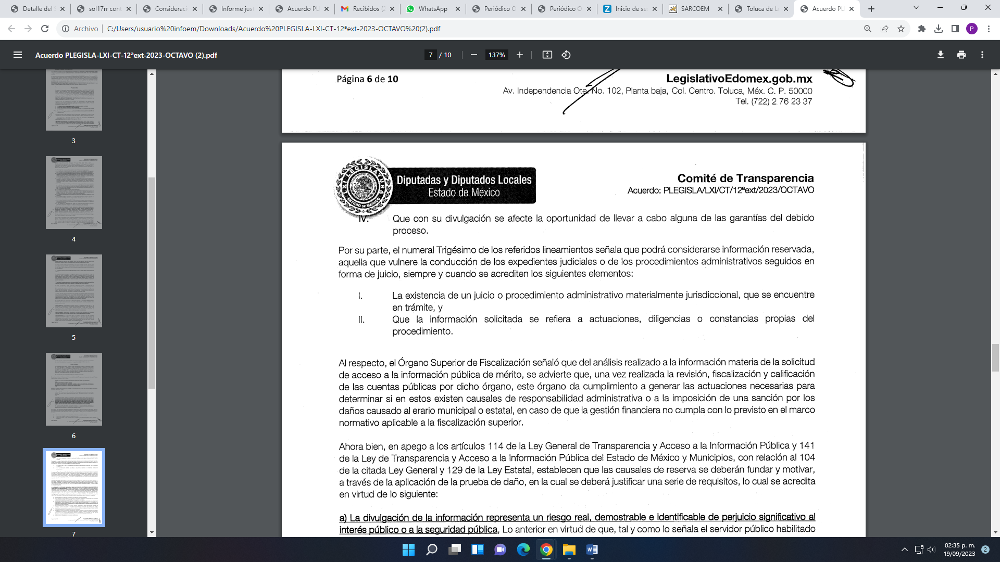 Detalle del S
sol17rr cont
Consideraci
Informe just
Acuerdo PL
Recibidos (2
WhatsApp
Periódico O
Periódico O
Inicio de se
SARCOEM
Toluca de L
Acuerdo PL
Archivo
C:/Users/usuario%20infoem/Downloads/Acuerdo%20PLEGISLA-LXI-CT-12ªext-2023-OCTAVO%20(2).pdf
P
Acuerdo PLEGISLA-LXI-CT-12ªext-2023-OCTAVO (2).pdf
7 / 10
137%
3
4
5
6
7
Página 6 de 10
LegislativoEdomex.gob.mx
Av. Independencia Ote. No. 102, Planta baja, Col. Centro. Toluca, Méx. C. P. 50000
Tel. (722) 2 76 23 37
LXI LEGISLATURA
ESTADO DE MÉXICO
Diputadas y Diputados Locales
Estado de México
Comité de Transparencia
Acuerdo: PLEGISLA/LXI/CT/12ªext/2023/OCTAVO
IV. Que con su divulgación se afecte la oportunidad de llevar a cabo alguna de las garantías del debido
proceso.
Por su parte, el numeral Trigésimo de los referidos lineamientos señala que podrá considerarse información reservada,
aquella que vulnere la conducción de los expedientes judiciales o de los procedimientos administrativos seguidos en
forma de juicio, siempre y cuando se acrediten los siguientes elementos:
I. La existencia de un juicio o procedimiento administrativo materialmente jurisdiccional, que se encuentre
en trámite, y
II. Que la información solicitada se refiera a actuaciones, diligencias o constancias propias del
procedimiento.
Al respecto, el Órgano Superior de Fiscalización señaló que del análisis realizado a la información materia de la solicitud
de acceso a la información pública de mérito, se advierte que, una vez realizada la revisión, fiscalización y calificación
de las cuentas públicas por dicho órgano, este órgano da cumplimiento a generar las actuaciones necesarias para
determinar si en estos existen causales de responsabilidad administrativa o a la imposición de una sanción por los
daños causado al erario municipal o estatal, en caso de que la gestión financiera no cumpla con lo previsto en el marco
normativo aplicable a la fiscalización superior.
Ahora bien, en apego a los artículos 114 de la Ley General de Transparencia y Acceso a la Información Pública y 141
de la Ley de Transparencia y Acceso a la Información Pública del Estado de México y Municipios, con relación al 104
de la citada Ley General y 129 de la Ley Estatal, establecen que las causales de reserva se deberán fundar y motivar,
a través de la aplicación de la prueba de daño, en la cual se deberá justificar una serie de requisitos, lo cual se acredita
en virtud de lo siguiente:
a) La divulgación de la información representa un riesgo real, demostrable e identificable de perjuicio significativo al
interés público o a la seguridad pública, Lo anterior en virtud de que, tal y como lo señala el servidor público habilitado
02:35 p. m.
19/09/2023
2